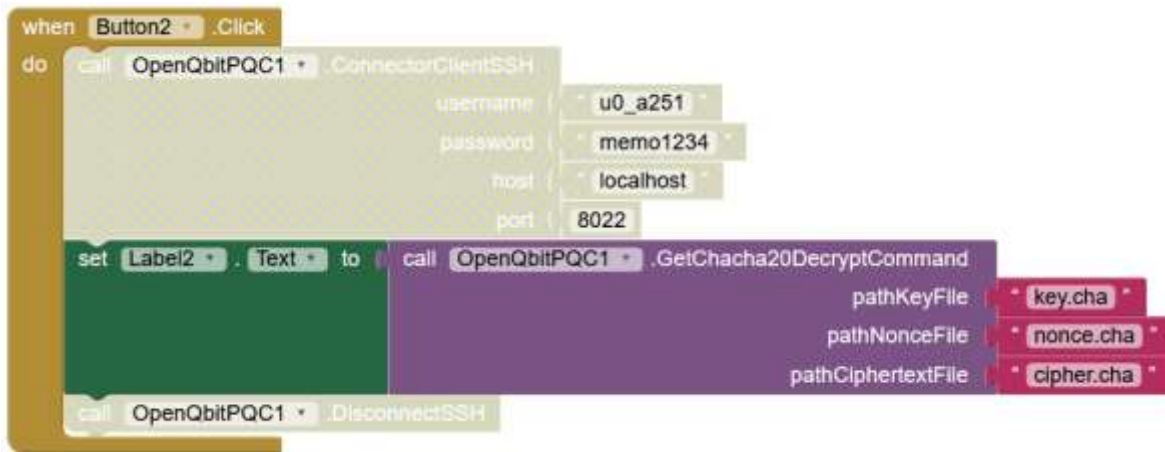 when Button2 .Click
do call OpenQbitPQC1 .ConnectorClientSSH
username " u0_a251 "
password " memo1234 "
host " localhost "
port 8022
set Label2 . Text to call OpenQbitPQC1 .GetChacha20DecryptCommand
pathKeyFile " key.cha "
pathNonceFile " nonce.cha "
pathCiphertextFile " cipher.cha "
call OpenQbitPQC1 .DisconnectSSH